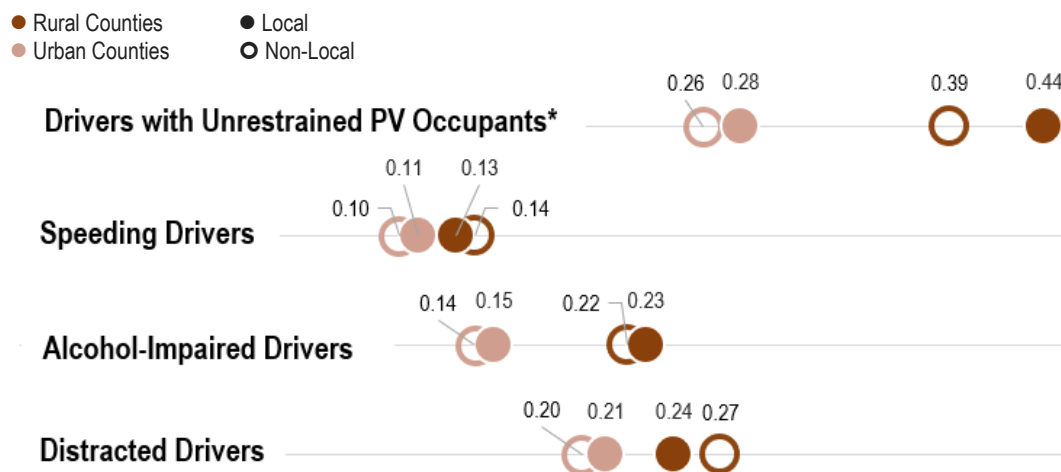 Rural Counties Local
Urban Counties Non-Local
0.26 0.28 0.39 0.44
Drivers with Unrestrained PV Occupants*
0.11 0.13
0.10 0.14
Speeding Drivers
0.14 0.15 0.22 0.23
Alcohol-Impaired Drivers
0.20 0.21 0.24 0.27
Distracted Drivers